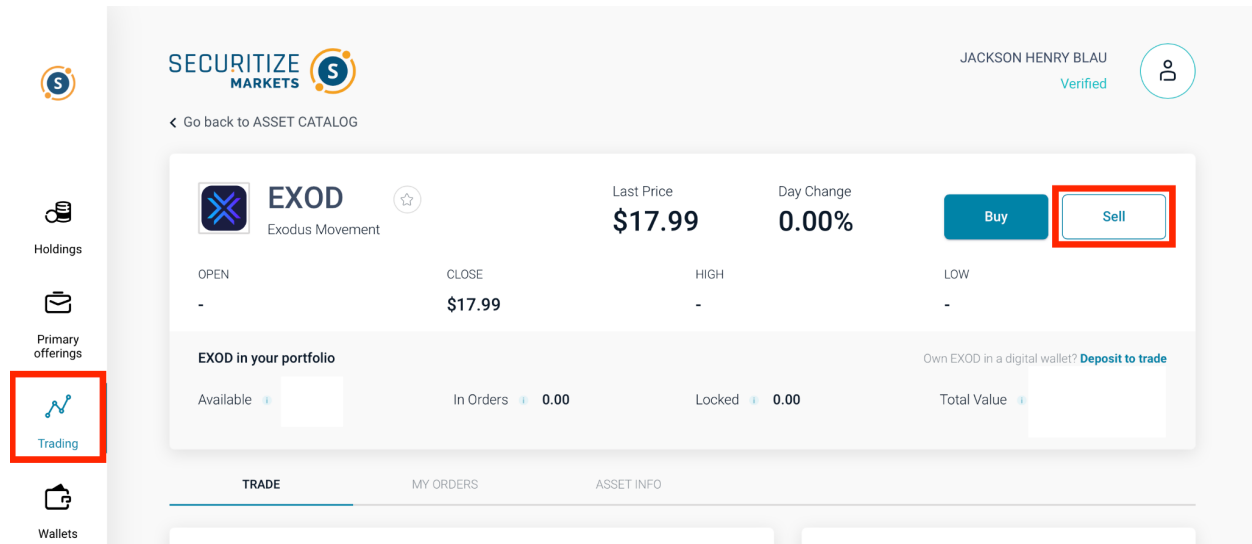 SECURITIZE
MARKETS
S
S
JACKSON HENRY BLAU
Verified
Go back to ASSET CATALOG
EXOD
Exodus Movement
Last Price
$17.99
Day Change
0.00%
Buy
Sell
OPEN
-
CLOSE
$17.99
HIGH
-
LOW
-
EXOD in your portfolio
Own EXOD in a digital wallet? Deposit to trade
Available i
In Orders i 0.00
Locked i 0.00
Total Value i
TRADE
MY ORDERS
ASSET INFO
Holdings
Primary
offerings
Trading
Wallets